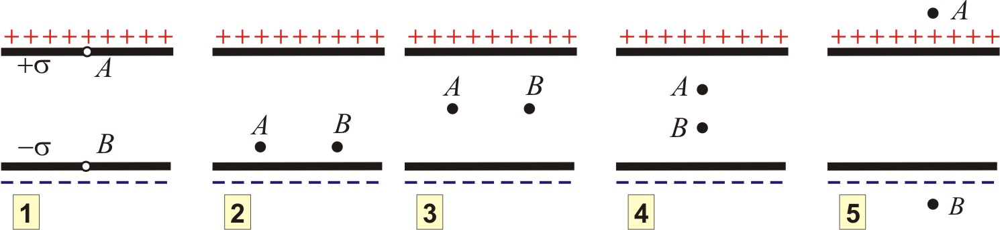 + + + + + + + + +
+σ A
−σ B
1
+ + + + + + + + +
A B
2
+ + + + + + + + +
A B
3
+ + + + + + + + +
A
B
4
A
+ + + + + + + + +
B
5